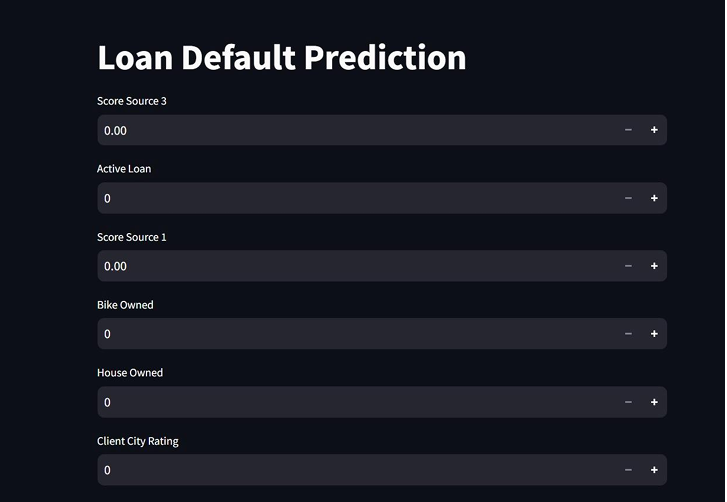 Loan Default Prediction
Score Source 3
0.00
Active Loan
0
Score Source 1
0.00
Bike Owned
0
House Owned
0
Client City Rating
0